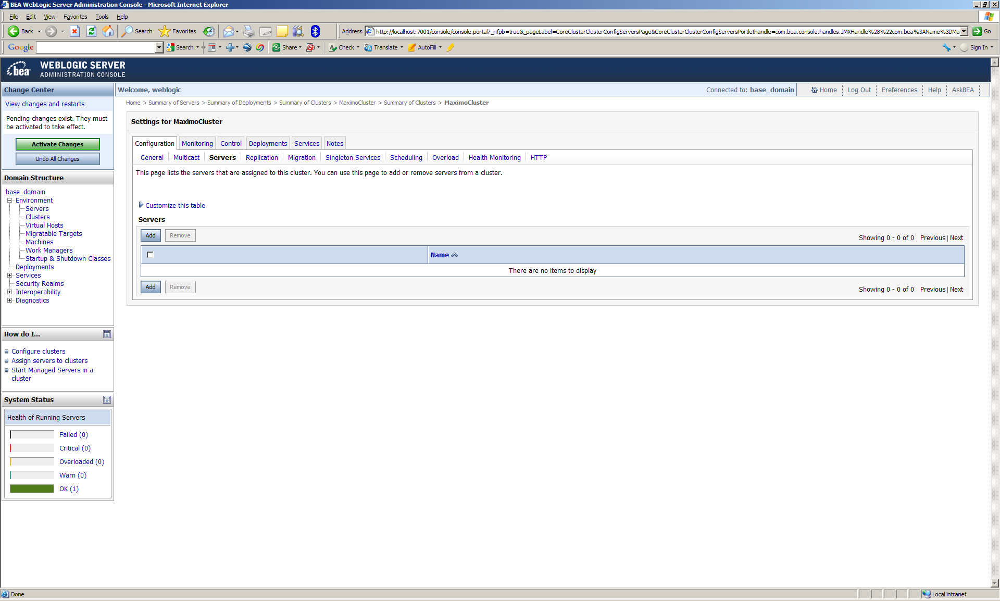 BEA WebLogic Server Administration Console - Microsoft Internet Explorer
File Edit View Favorites Tools Help
Back Search Favorites Address http://localhost:7001/console/console.portal?_nfpb=true&_pageLabel=CoreClusterClusterConfigServersPage&CoreClusterClusterConfigServersPortlethandle=com.bea.console.handles.JMXHandle%28%22com.bea%3AName%3DMa Go
Google Search Share Check Translate AutoFill Sign In
bea WEBLOGIC SERVER
ADMINISTRATION CONSOLE
Change Center
View changes and restarts
Pending changes exist. They must
be activated to take effect.
Activate Changes
Undo All Changes
Domain Structure
base_domain
Environment
Servers
Clusters
Virtual Hosts
Migratable Targets
Machines
Work Managers
Startup & Shutdown Classes
Deployments
Services
Security Realms
Interoperability
Diagnostics
How do I...
Configure clusters
Assign servers to clusters
Start Managed Servers in a
cluster
System Status
Health of Running Servers
Failed (0)
Critical (0)
Overloaded (0)
Warn (0)
OK (1)
Welcome, weblogic Connected to: base_domain Home Log Out Preferences Help AskBEA
Home > Summary of Servers > Summary of Deployments > Summary of Clusters > MaximoCluster > Summary of Clusters > MaximoCluster
Settings for MaximoCluster
Configuration Monitoring Control Deployments Services Notes
General Multicast Servers Replication Migration Singleton Services Scheduling Overload Health Monitoring HTTP
This page lists the servers that are assigned to this cluster. You can use this page to add or remove servers from a cluster.
Customize this table
Servers
Add Remove Showing 0 - 0 of 0 Previous | Next
Name
There are no items to display
Add Remove Showing 0 - 0 of 0 Previous | Next
Done Local intranet